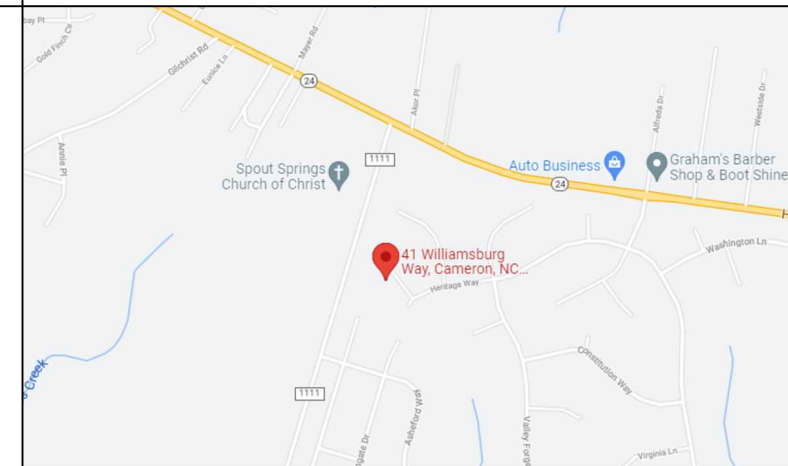 Gold Finch Cv
Gilchrist Rd
Eunice Ln
Mayer Rd
24
Akor Pl
Annie Pl
1111
Spout Springs
Church of Christ
Auto Business
24
Alfreda Dr
Graham's Barber
Shop & Boot Shine
Westside Dr
41 Williamsburg
Way, Cameron, NC...
Heritage Way
Washington Ln
Creek
1111
Constitution Way
Asheford West
Valley Forge
Virginia Ln